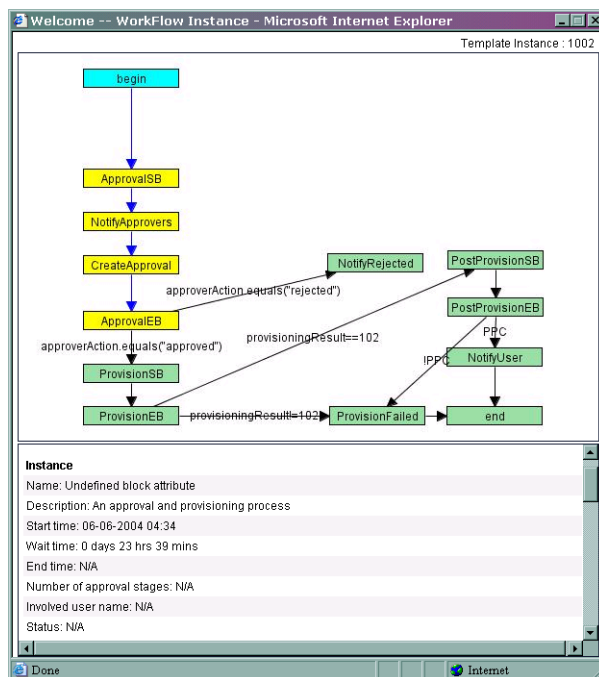 Welcome -- WorkFlow Instance - Microsoft Internet Explorer
Template Instance : 1002
begin
ApprovalSB
NotifyApprovers
CreateApproval
NotifyRejected
PostProvisionSB
approverAction.equals("rejected")
ApprovalEB
PostProvisionEB
approverAction.equals("approved")
provisioningResult==102
PPC
!PPC
NotifyUser
ProvisionSB
ProvisionEB
provisioningResult!=102
ProvisionFailed
end
Instance
Name: Undefined block attribute
Description: An approval and provisioning process
Start time: 06-06-2004 04:34
Wait time: 0 days 23 hrs 39 mins
End time: N/A
Number of approval stages: N/A
Involved user name: N/A
Status: N/A
Done
Internet